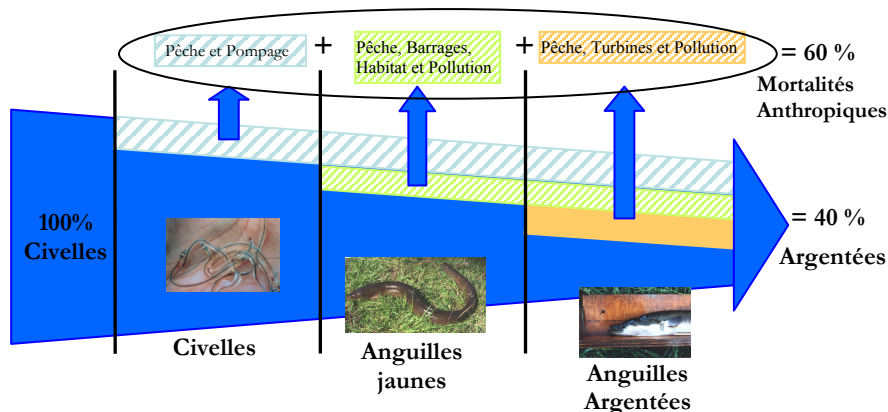 Pêche et Pompage
+
Pêche, Barrages,
Habitat et Pollution
+
Pêche, Turbines et Pollution
= 60 %
Mortalités
Anthropiques
100%
Civelles
= 40 %
Argentées
Civelles
Anguilles
jaunes
Anguilles
Argentées